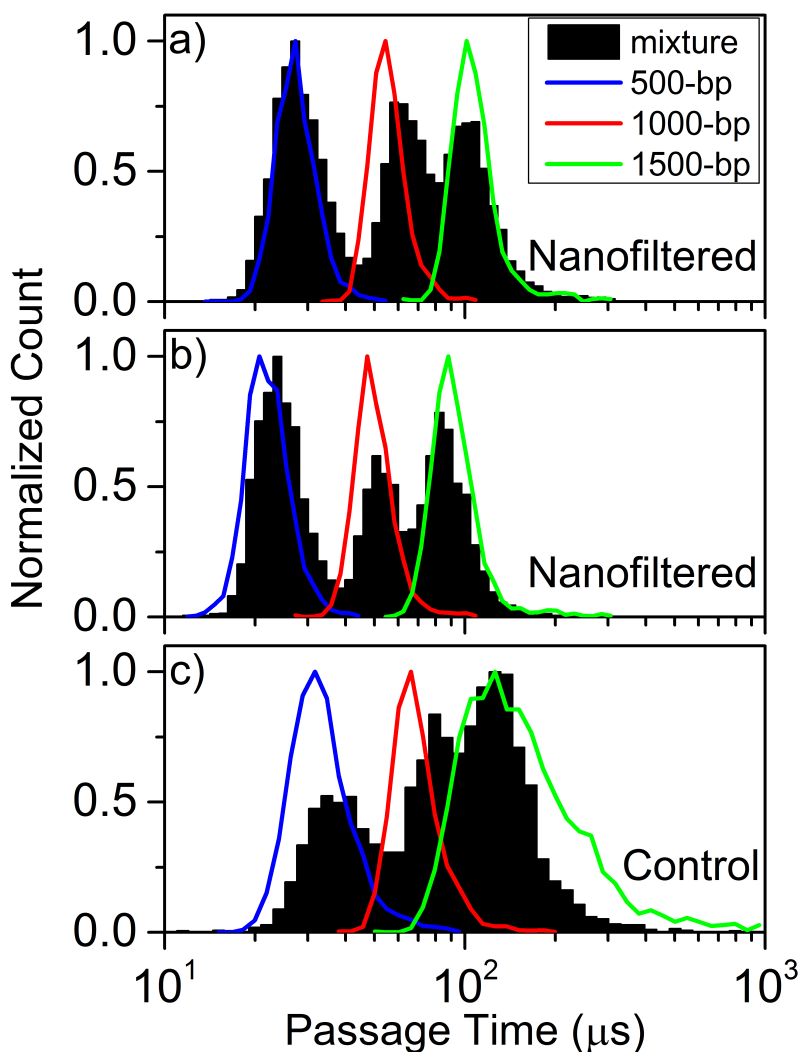 a)
mixture
500-bp
1000-bp
1500-bp
Nanofiltered
1.0
0.5
0.0
b)
Nanofiltered
1.0
0.5
0.0
c)
Control
1.0
0.5
0.0
Normalized Count
10¹ 10² 10³
Passage Time (μs)